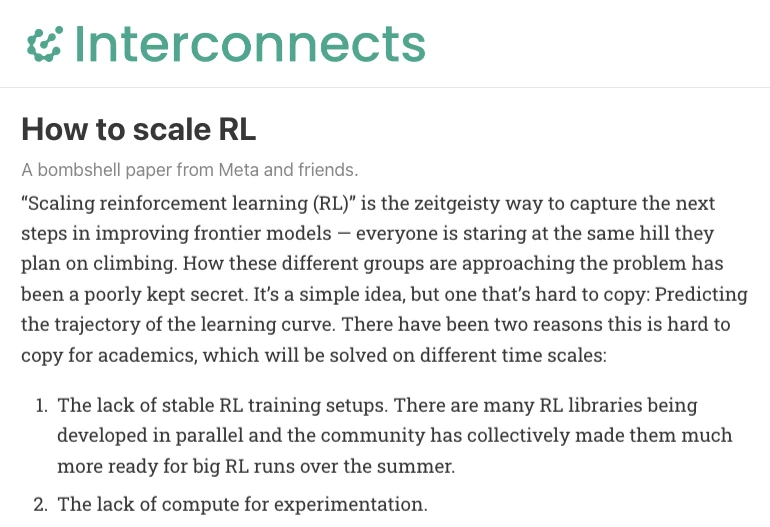 Interconnects
How to scale RL
A bombshell paper from Meta and friends.
“Scaling reinforcement learning (RL)” is the zeitgeisty way to capture the next
steps in improving frontier models — everyone is staring at the same hill they
plan on climbing. How these different groups are approaching the problem has
been a poorly kept secret. It’s a simple idea, but one that’s hard to copy: Predicting
the trajectory of the learning curve. There have been two reasons this is hard to
copy for academics, which will be solved on different time scales:
1. The lack of stable RL training setups. There are many RL libraries being
developed in parallel and the community has collectively made them much
more ready for big RL runs over the summer.
2. The lack of compute for experimentation.